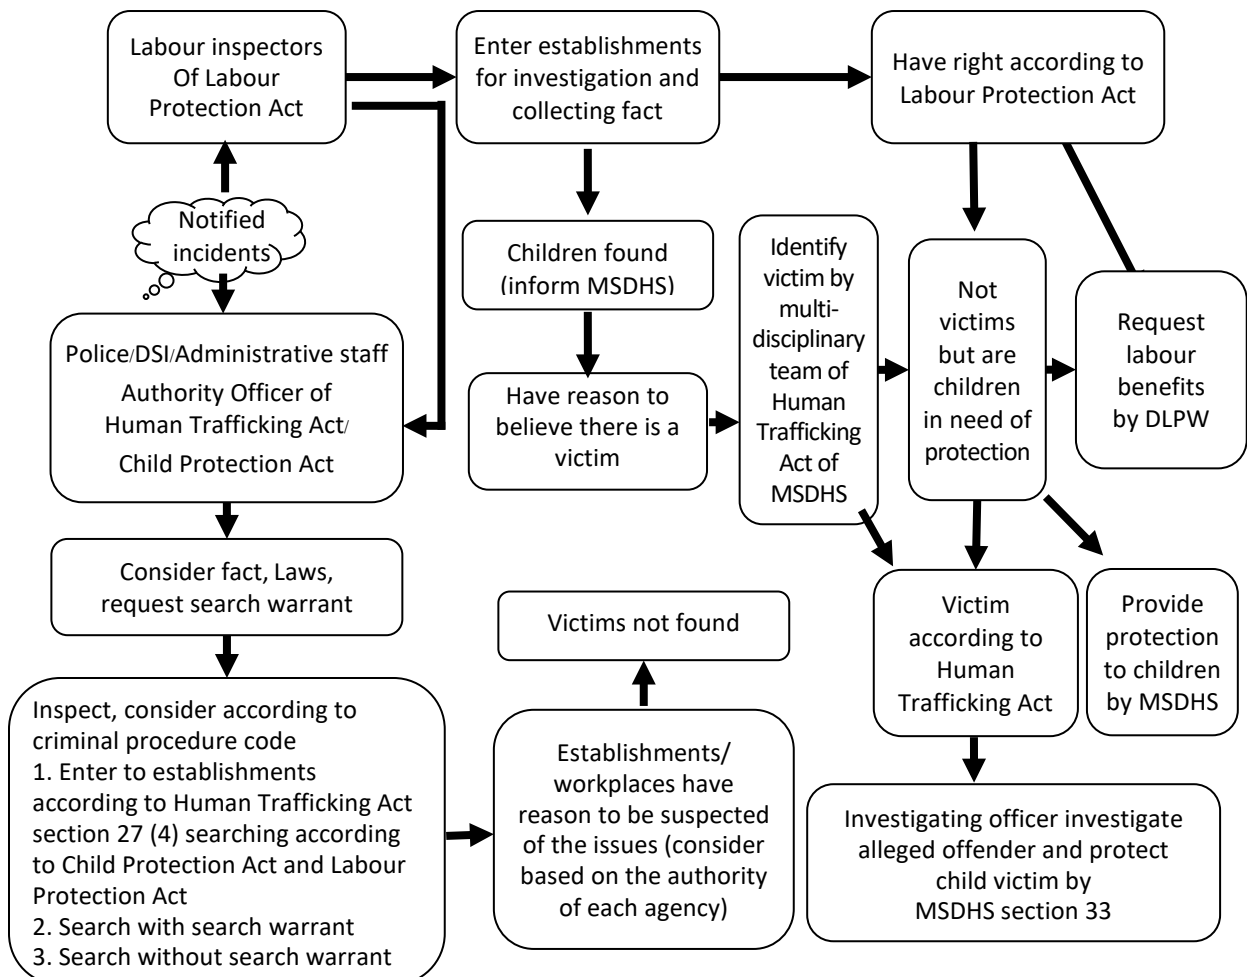 Labour inspectors
Of Labour
Protection Act
Enter establishments
for investigation and
collecting fact
Have right according to
Labour Protection Act
Notified
incidents
Children found
(inform MSDHS)
Identify
victim by
multi-
disciplinary
team of
Human
Trafficking
Act of
MSDHS
Not
victims
but are
children
in need of
protection
Request
labour
benefits
by DLPW
Police/DSI/Administrative staff
Authority Officer of
Human Trafficking Act/
Child Protection Act
Have reason to
believe there is a
victim
Consider fact, Laws,
request search warrant
Victims not found
Victim
according to
Human
Trafficking Act
Provide
protection
to children
by MSDHS
Inspect, consider according to
criminal procedure code
1. Enter to establishments
according to Human Trafficking Act
section 27 (4) searching according
to Child Protection Act and Labour
Protection Act
2. Search with search warrant
3. Search without search warrant
Establishments/
workplaces have
reason to be suspected
of the issues (consider
based on the authority
of each agency)
Investigating officer investigate
alleged offender and protect
child victim by
MSDHS section 33